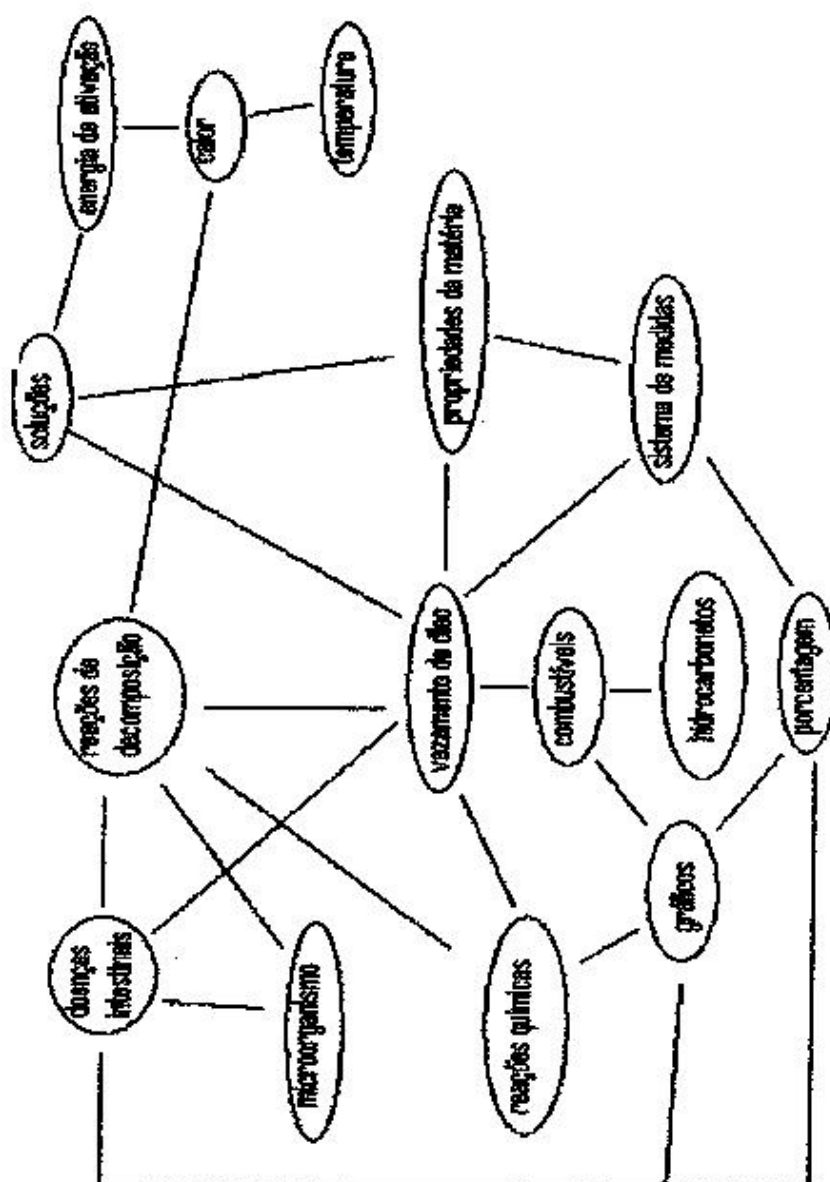 soluções
doenças
intestinais
reações de
decomposição
energia de ativação
calor
microorganismo
temperatura
vazamento de óleo
propriedades da matéria
reações químicas
combustíveis
sistema de medidas
gráficos
hidrocarbonetos
porcentagem